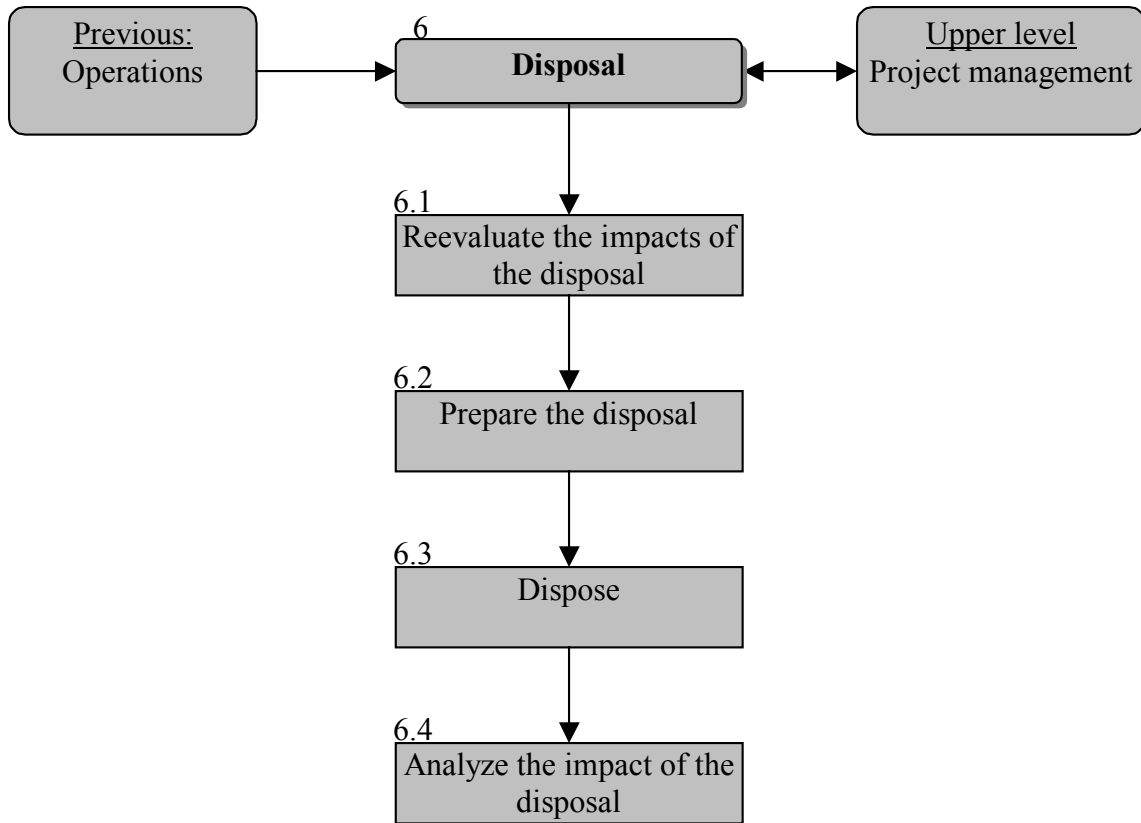 Previous:
Operations
6
Disposal
Upper level
Project management
6.1
Reevaluate the impacts of
the disposal
6.2
Prepare the disposal
6.3
Dispose
6.4
Analyze the impact of the
disposal